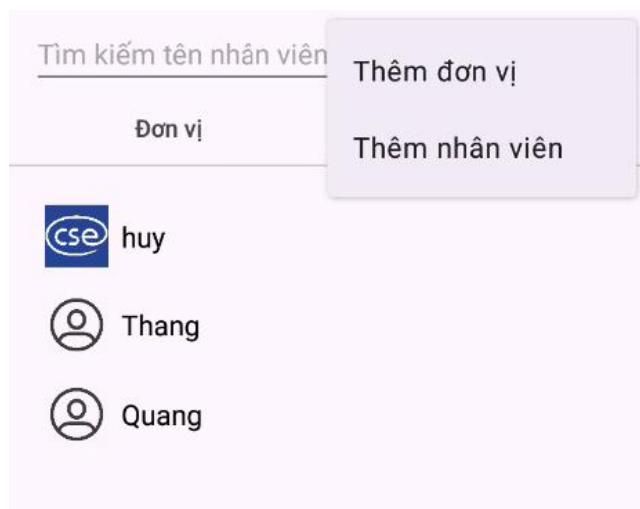 Tìm kiếm tên nhân viên
Thêm đơn vị
Đơn vị
Thêm nhân viên
cse
huy
Thang
Quang